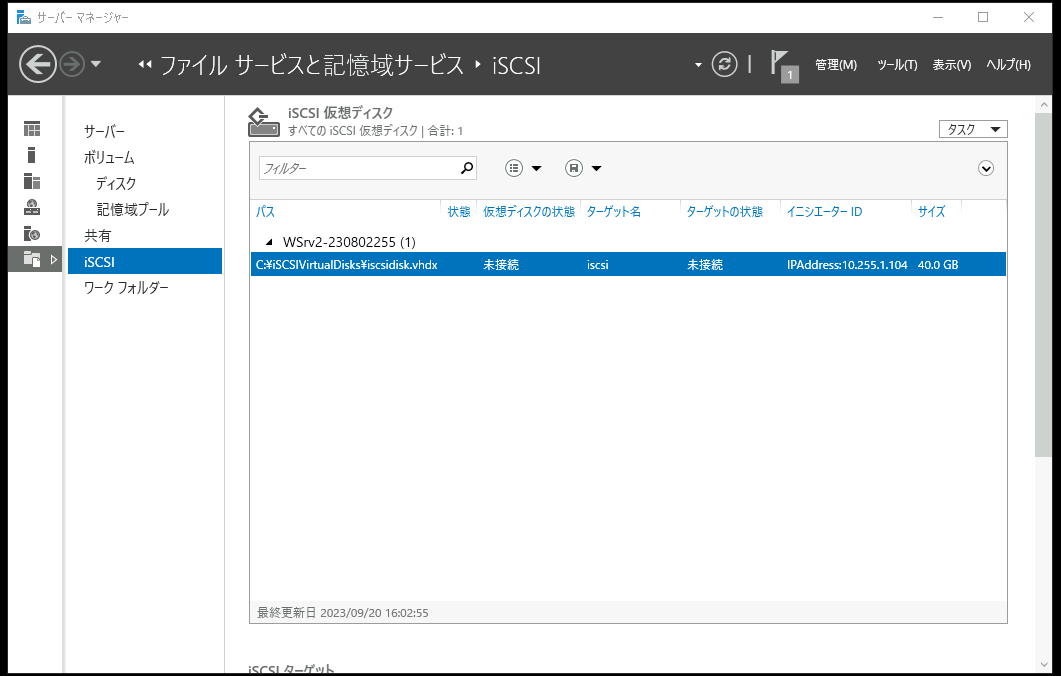 サーバー マネージャー
ファイル サービスと記憶域サービス ‣ iSCSI
1
管理(M) ツール(T) 表示(V) ヘルプ(H)
サーバー
ボリューム
ディスク
記憶域プール
共有
iSCSI
ワーク フォルダー
iSCSI 仮想ディスク
すべての iSCSI 仮想ディスク | 合計: 1
タスク
フィルター
パス 状態 仮想ディスクの状態 ターゲット名 ターゲットの状態 イニシエーター ID サイズ
WSrv2-230802255 (1)
C:¥iSCSIVirtualDisks¥iscsidisk.vhdx 未接続 iscsi 未接続 IPAddress:10.255.1.104 40.0 GB
最終更新日 2023/09/20 16:02:55
iSCSI ターゲット